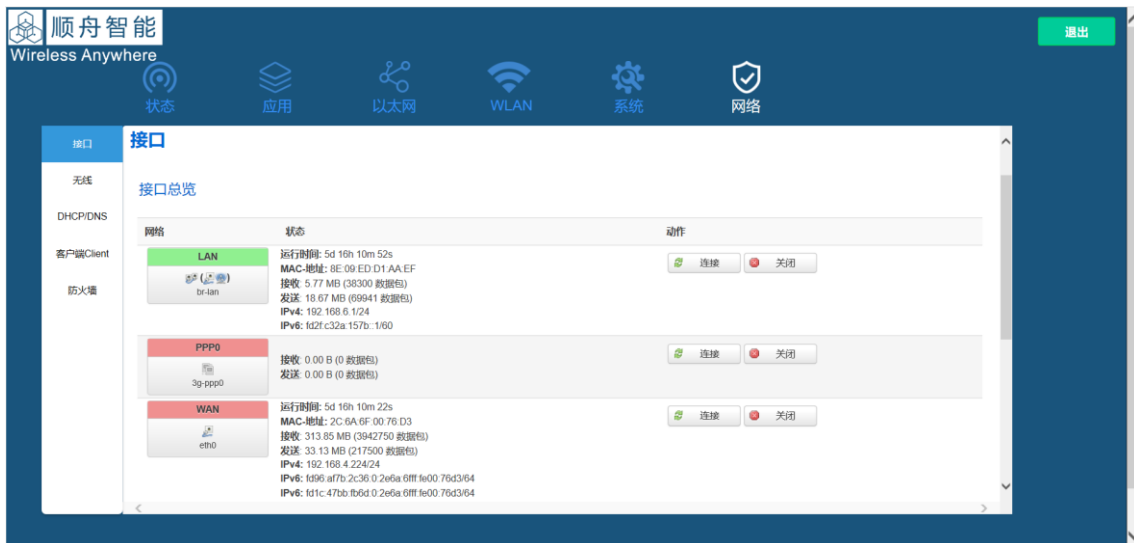 顺舟智能
Wireless Anywhere
退出
状态
应用
以太网
WLAN
系统
网络
接口
无线
DHCP/DNS
客户端Client
防火墙
接口
接口总览
网络 状态 动作
LAN
br-lan
运行时间: 5d 16h 10m 52s
MAC-地址: 8E:09:ED:D1:AA:EF
接收: 5.77 MB (38300 数据包)
发送: 18.67 MB (69941 数据包)
IPv4: 192.168.6.1/24
IPv6: fd2f:c32a:157b::1/60
连接 关闭
PPP0
3g-ppp0
接收: 0.00 B (0 数据包)
发送: 0.00 B (0 数据包)
连接 关闭
WAN
eth0
运行时间: 5d 16h 10m 22s
MAC-地址: 2C:6A:6F:00:76:D3
接收: 313.85 MB (3942750 数据包)
发送: 33.13 MB (217500 数据包)
IPv4: 192.168.4.224/24
IPv6: fd96:af7b:2c36:0:2e6a:6fff:fe00:76d3/64
IPv6: fd1c:47bb:fb6d:0:2e6a:6fff:fe00:76d3/64
连接 关闭